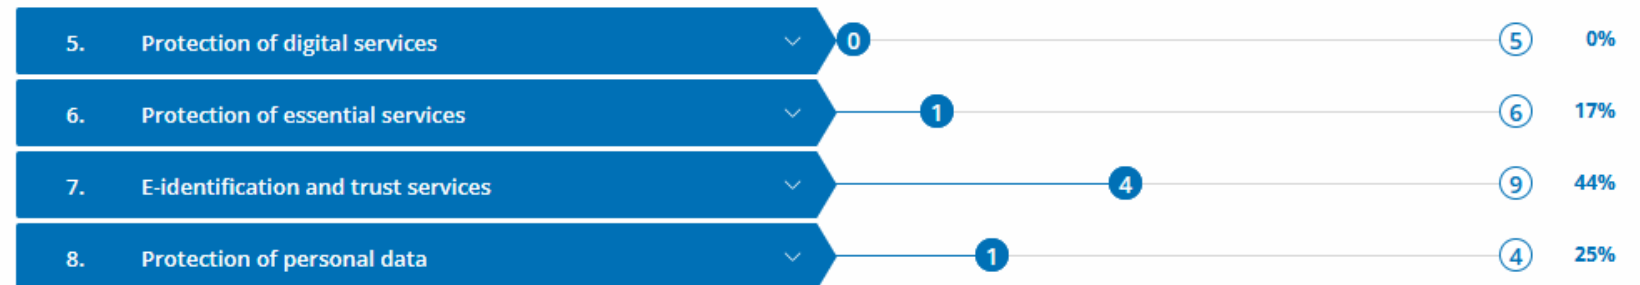 5. Protection of digital services 0 5 0%
6. Protection of essential services 1 6 17%
7. E-identification and trust services 4 9 44%
8. Protection of personal data 1 4 25%